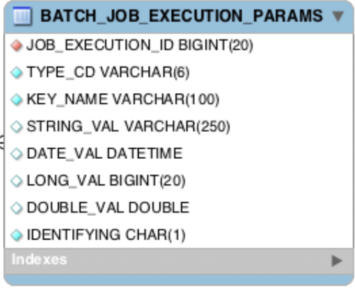 BATCH_JOB_EXECUTION_PARAMS
JOB_EXECUTION_ID BIGINT(20)
TYPE_CD VARCHAR(6)
KEY_NAME VARCHAR(100)
STRING_VAL VARCHAR(250)
DATE_VAL DATETIME
LONG_VAL BIGINT(20)
DOUBLE_VAL DOUBLE
IDENTIFYING CHAR(1)
Indexes